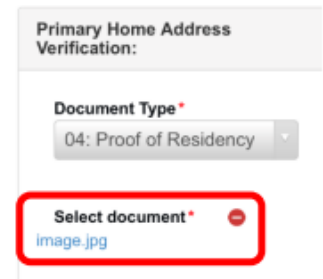 Primary Home Address
Verification:
Document Type*
04: Proof of Residency
Select document*
image.jpg